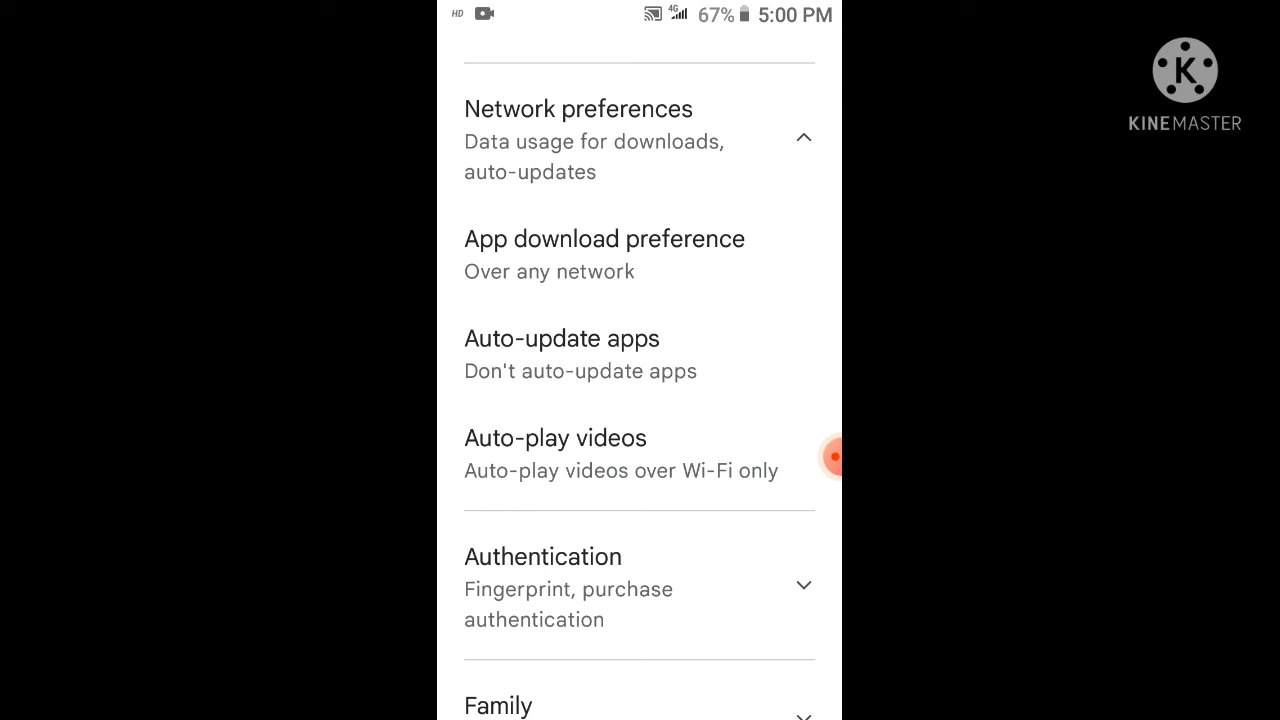 HD 4G 67% 5:00 PM
Network preferences
Data usage for downloads,
auto-updates
App download preference
Over any network
Auto-update apps
Don't auto-update apps
Auto-play videos
Auto-play videos over Wi-Fi only
Authentication
Fingerprint, purchase
authentication
Family
K
KINEMASTER